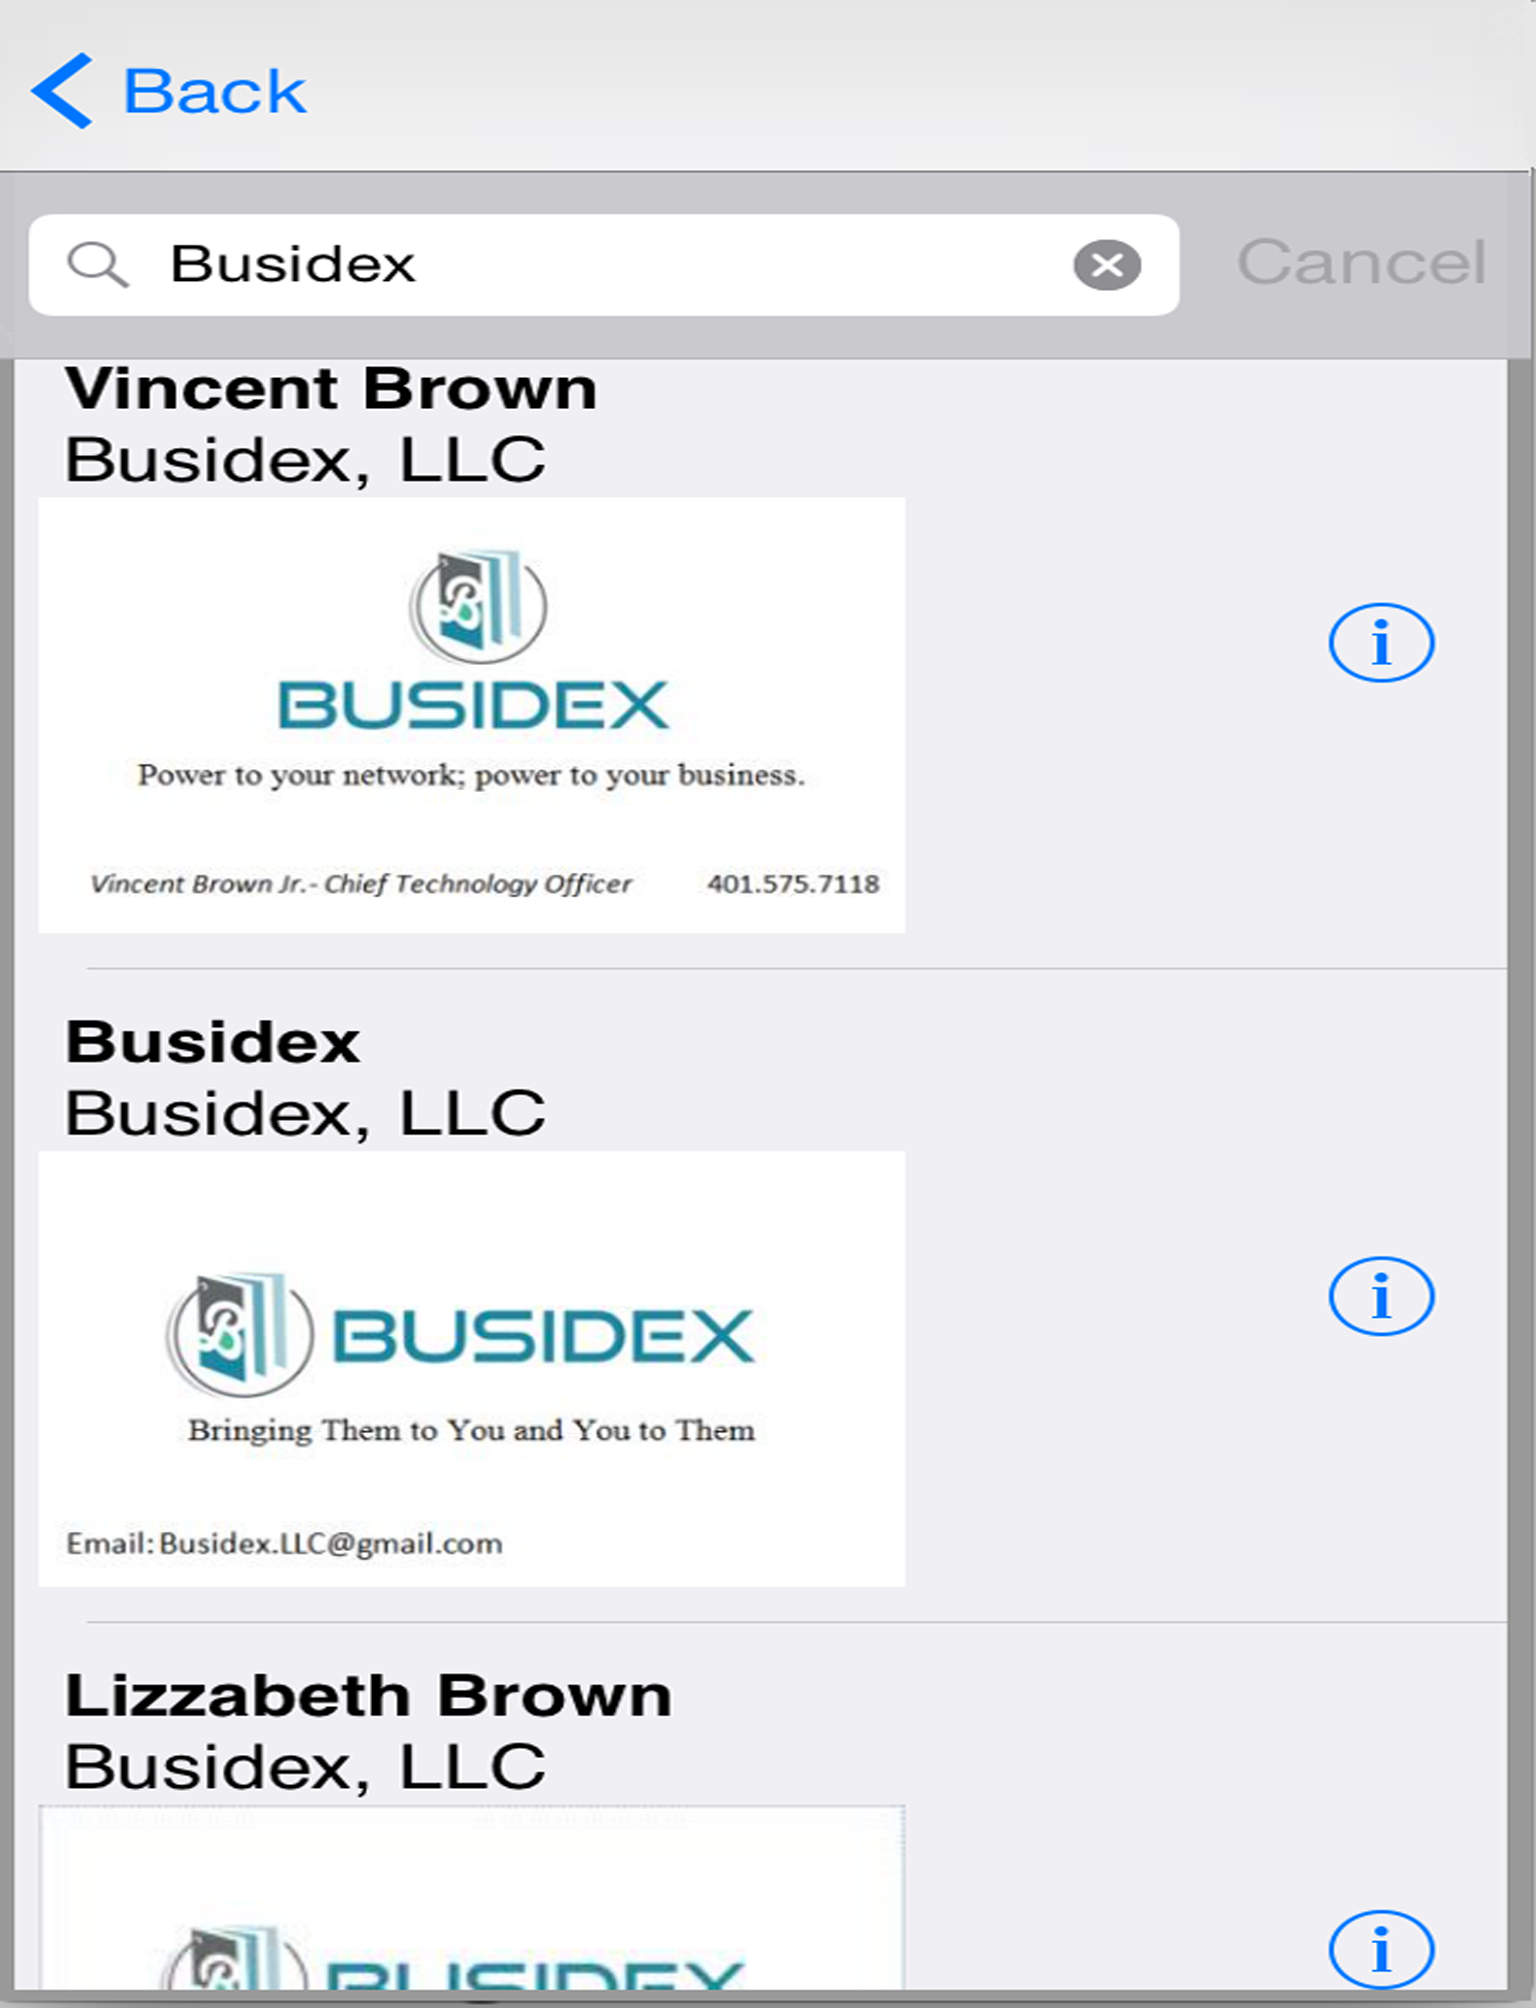 Back
Busidex
Cancel
Vincent Brown
Busidex, LLC
BUSIDEX
Power to your network; power to your business.
Vincent Brown Jr.- Chief Technology Officer 401.575.7118
Busidex
Busidex, LLC
BUSIDEX
Bringing Them to You and You to Them
Email: Busidex.LLC@gmail.com
Lizzabeth Brown
Busidex, LLC
BUSIDEX